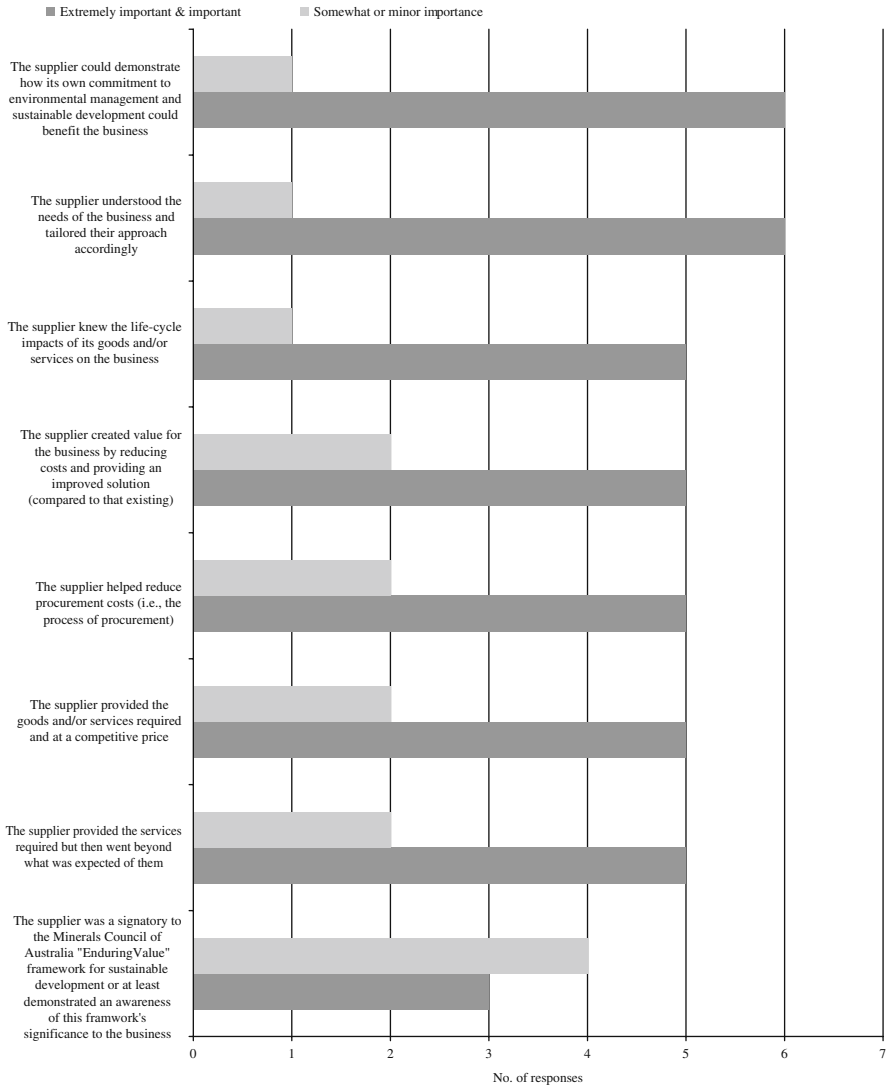 Extremely important & important
Somewhat or minor importance
The supplier could demonstrate
how its own commitment to
environmental management and
sustainable development could
benefit the business
The supplier understood the
needs of the business and
tailored their approach
accordingly
The supplier knew the life-cycle
impacts of its goods and/or
services on the business
The supplier created value for
the business by reducing
costs and providing an
improved solution
(compared to that existing)
The supplier helped reduce
procurement costs (i.e., the
process of procurement)
The supplier provided the
goods and/or services required
and at a competitive price
The supplier provided the services
required but then went beyond
what was expected of them
The supplier was a signatory to
the Minerals Council of
Australia "EnduringValue"
framework for sustainable
development or at least
demonstrated an awareness
of this framwork's
significance to the business
0 1 2 3 4 5 6 7
No. of responses